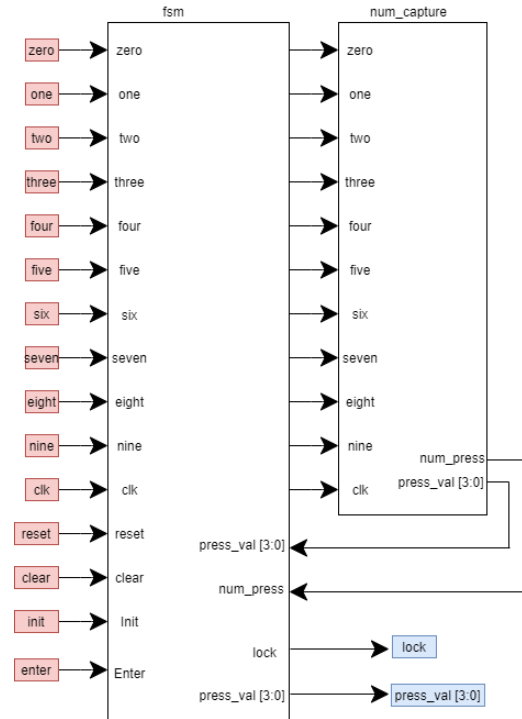 fsm num_capture
zero zero zero
one one one
two two two
three three three
four four four
five five five
six six six
seven seven seven
eight eight eight
nine nine nine
num_press
press_val [3:0]
clk clk clk
reset reset
press_val [3:0]
clear clear
num_press
init Init
lock lock
enter Enter
press_val [3:0] press_val [3:0]